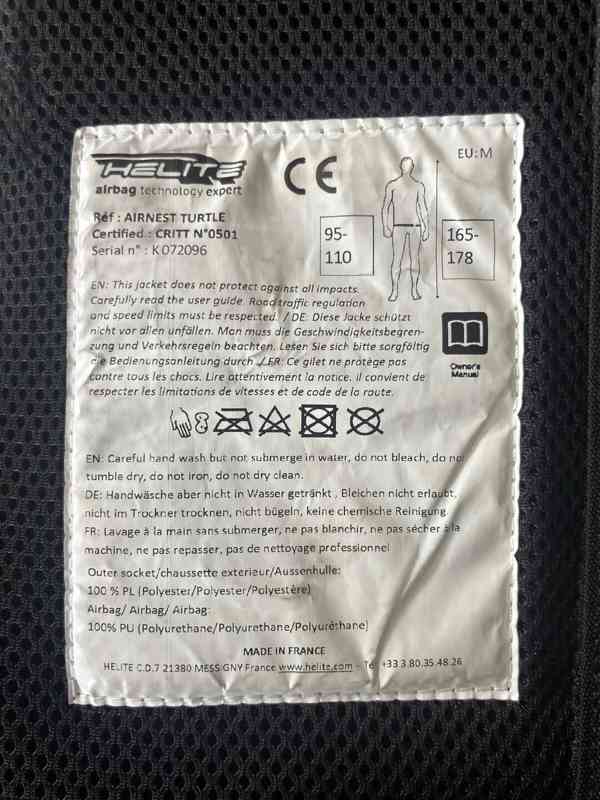 HELITE
airbag technology expert
CE
EU: M
Réf : AIRNEST TURTLE
Certified : CRITT N°0501
Serial n° : K 072096
95-
110
165-
178
EN: This jacket does not protect against all impacts.
Carefully read the user guide. Road traffic regulation
and speed limits must be respected. / DE: Diese Jacke schützt
nicht vor allen unfällen. Man muss die Geschwindigkeitsbegren-
zung und Verkehrsregeln beachten. Lesen Sie sich bitte sorgfältig
die Bedienungsanleitung durch ./ FR: Ce gilet ne protège pas
contre tous les chocs. Lire attentivement la notice. il convient de
respecter les limitations de vitesses et de code de la route.
Owner's
Manual
EN: Careful hand wash but not submerge in water, do not bleach, do not
tumble dry, do not iron, do not dry clean.
DE: Handwäsche aber nicht in Wasser getränkt , Bleichen nicht erlaubt,
nicht im Trockner trocknen, nicht bügeln, keine chemische Reinigung.
FR: Lavage à la main sans submerger, ne pas blanchir, ne pas sécher à la
machine, ne pas repasser, pas de nettoyage professionnel
Outer socket/chaussette exterieur/Aussenhulle:
100 % PL (Polyester/Polyester/Polyestère)
Airbag/ Airbag/ Airbag:
100% PU (Polyurethane/Polyurethane/Polyuréthane)
MADE IN FRANCE
HELITE C.D.7 21380 MESSIGNY France www.helite.com - Tel +33.3.80.35.48.26